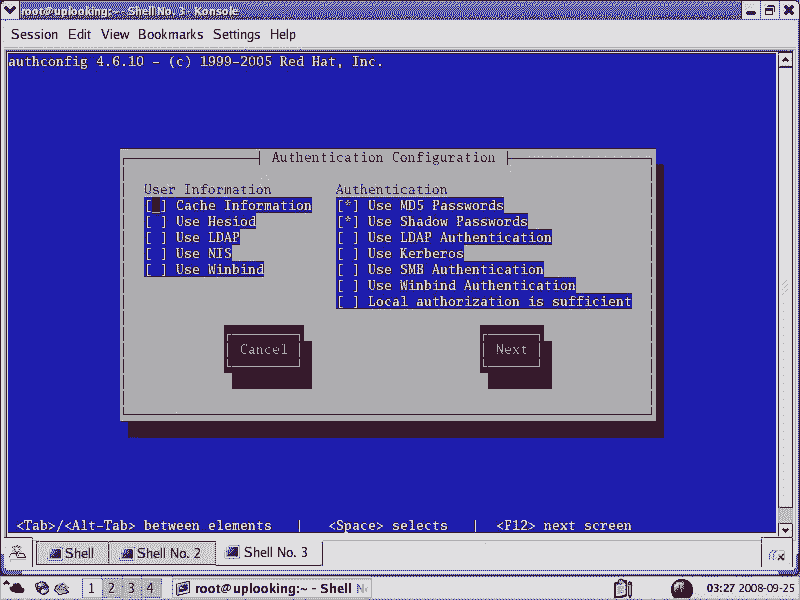 root@uplooking:~ - Shell No. 3 - Konsole
Session Edit View Bookmarks Settings Help
authconfig 4.6.10 - (c) 1999-2005 Red Hat, Inc.
Authentication Configuration
User Information Authentication
[ ] Cache Information [*] Use MD5 Passwords
[ ] Use Hesiod [*] Use Shadow Passwords
[ ] Use LDAP [ ] Use LDAP Authentication
[ ] Use NIS [ ] Use Kerberos
[ ] Use Winbind [ ] Use SMB Authentication
[ ] Use Winbind Authentication
[ ] Local authorization is sufficient
Cancel Next
<Tab>/<Alt-Tab> between elements | <Space> selects | <F12> next screen
Shell Shell No. 2 Shell No. 3
1 2 3 4 root@uplooking:~ - Shell 03:27 2008-09-25